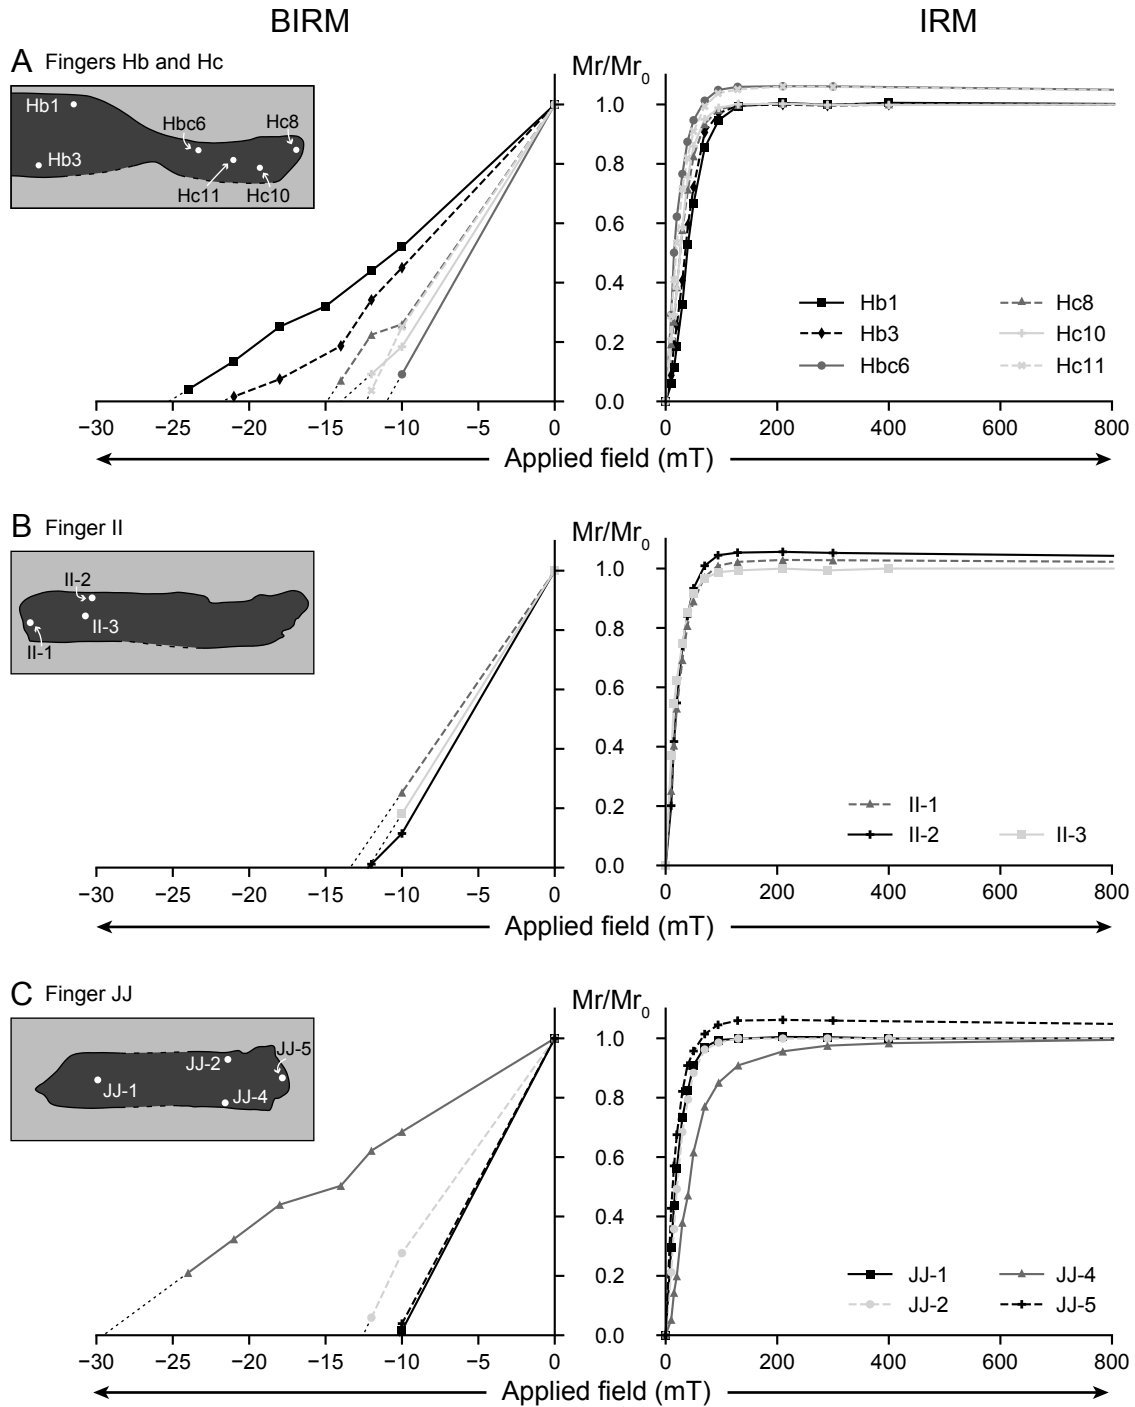 BIRM IRM
A Fingers Hb and Hc
Mr/Mr0
Hb1
Hbc6
Hc8
Hb3
Hc11
Hc10
1.0
0.8
0.6
0.4
0.2
0.0
Hb1 Hc8
Hb3 Hc10
Hbc6 Hc11
−30 −25 −20 −15 −10 −5 0 0 200 400 600 800
Applied field (mT)
B Finger II
Mr/Mr0
II-2
II-3
II-1
1.0
0.8
0.6
0.4
0.2
0.0
II-1
II-2 II-3
−30 −25 −20 −15 −10 −5 0 0 200 400 600 800
Applied field (mT)
C Finger JJ
Mr/Mr0
JJ-5
JJ-2
JJ-1
JJ-4
1.0
0.8
0.6
0.4
0.2
0.0
JJ-1 JJ-4
JJ-2 JJ-5
−30 −25 −20 −15 −10 −5 0 0 200 400 600 800
Applied field (mT)